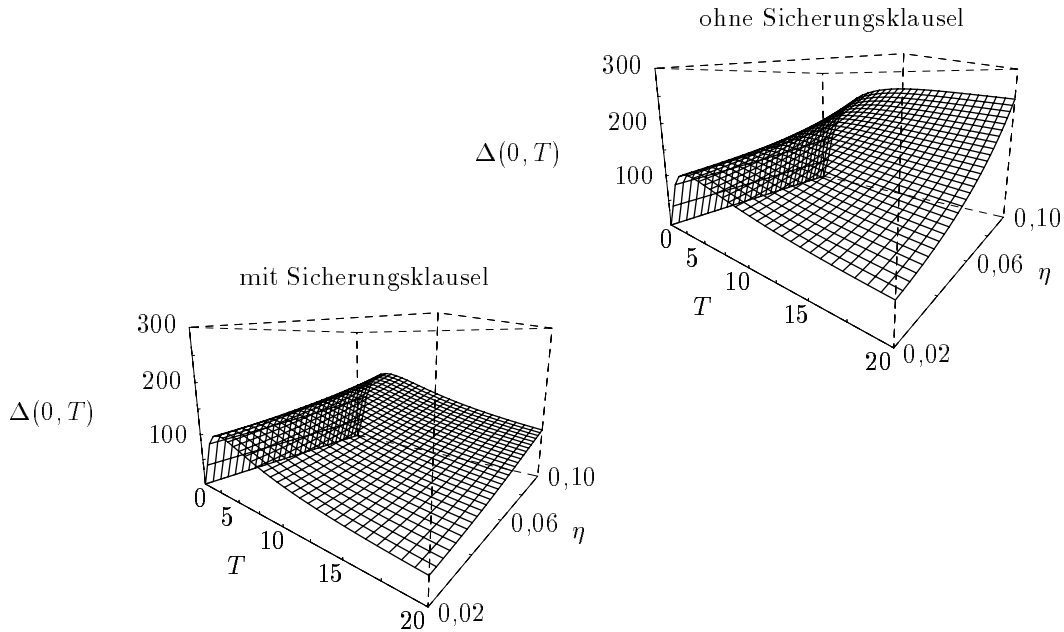 ohne Sicherungsklausel
300
200
Δ(0, T)
100
0
5
10
15
20
T
0,02
0,06
0,10
η
mit Sicherungsklausel
300
200
Δ(0, T)
100
0
5
10
15
20
T
0,02
0,06
0,10
η